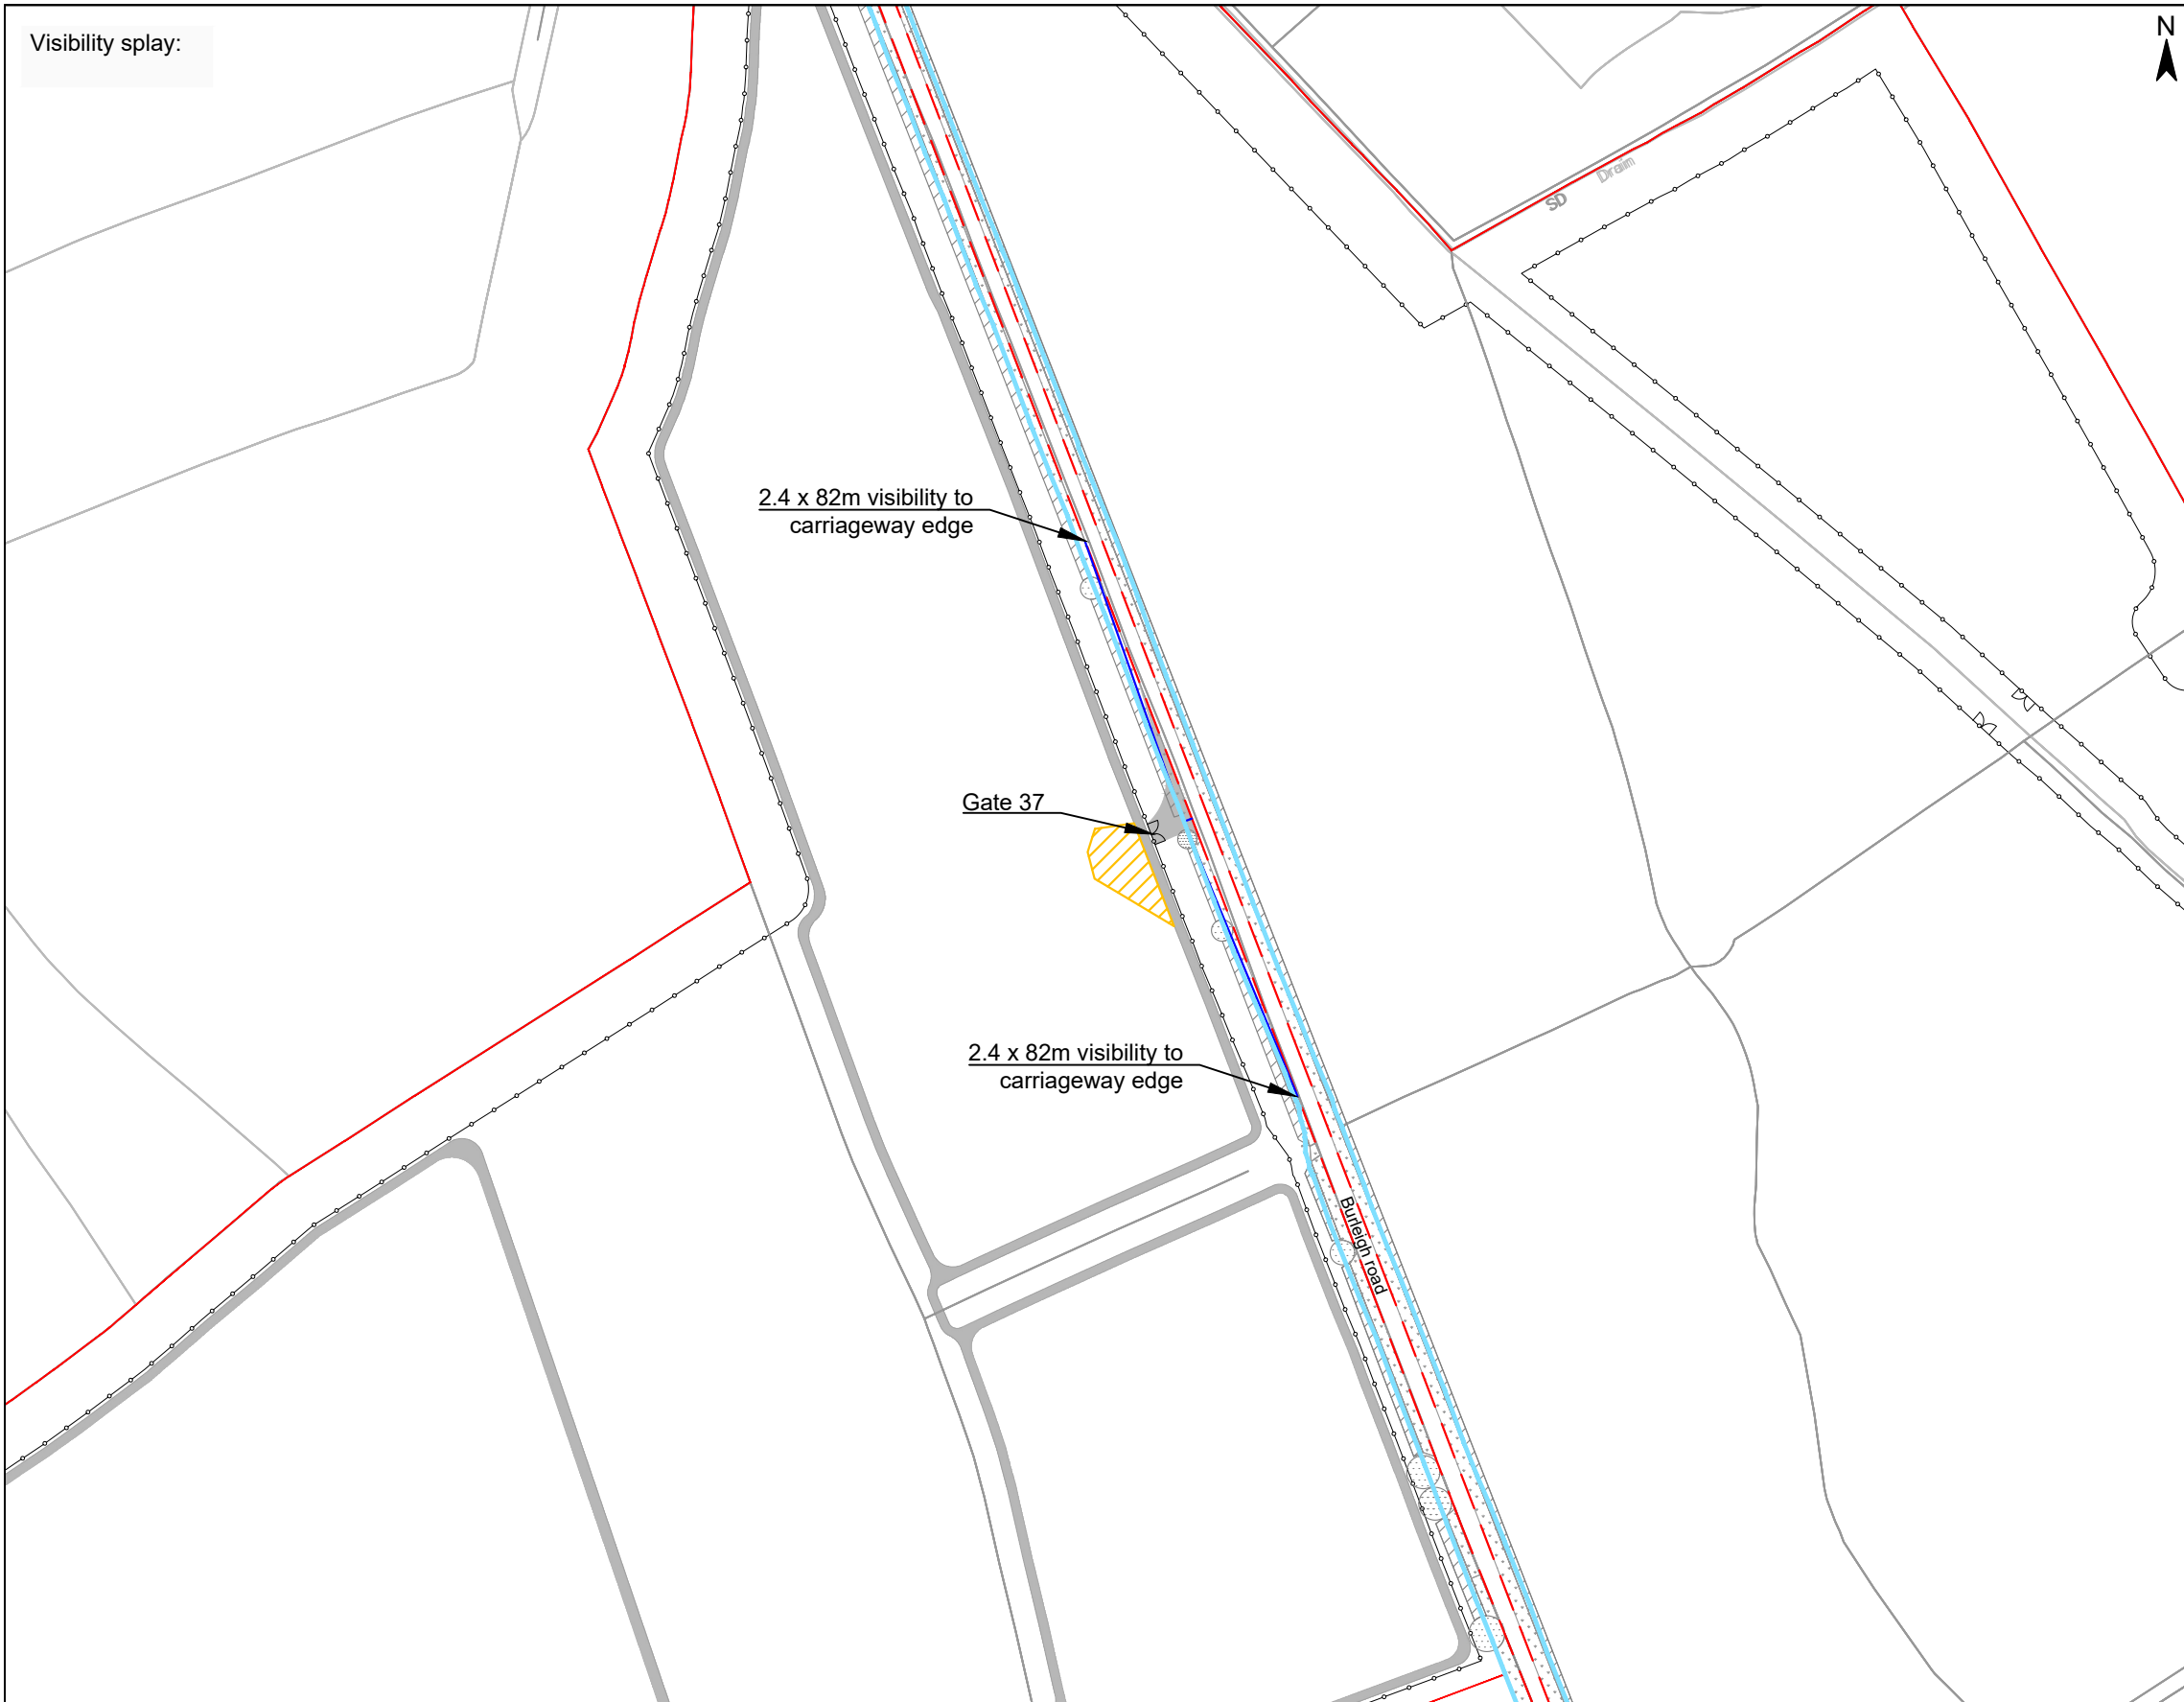 Visibility splay:
N
Drain
SD
2.4 x 82m visibility to
carriageway edge
Gate 37
2.4 x 82m visibility to
carriageway edge
Burleigh road